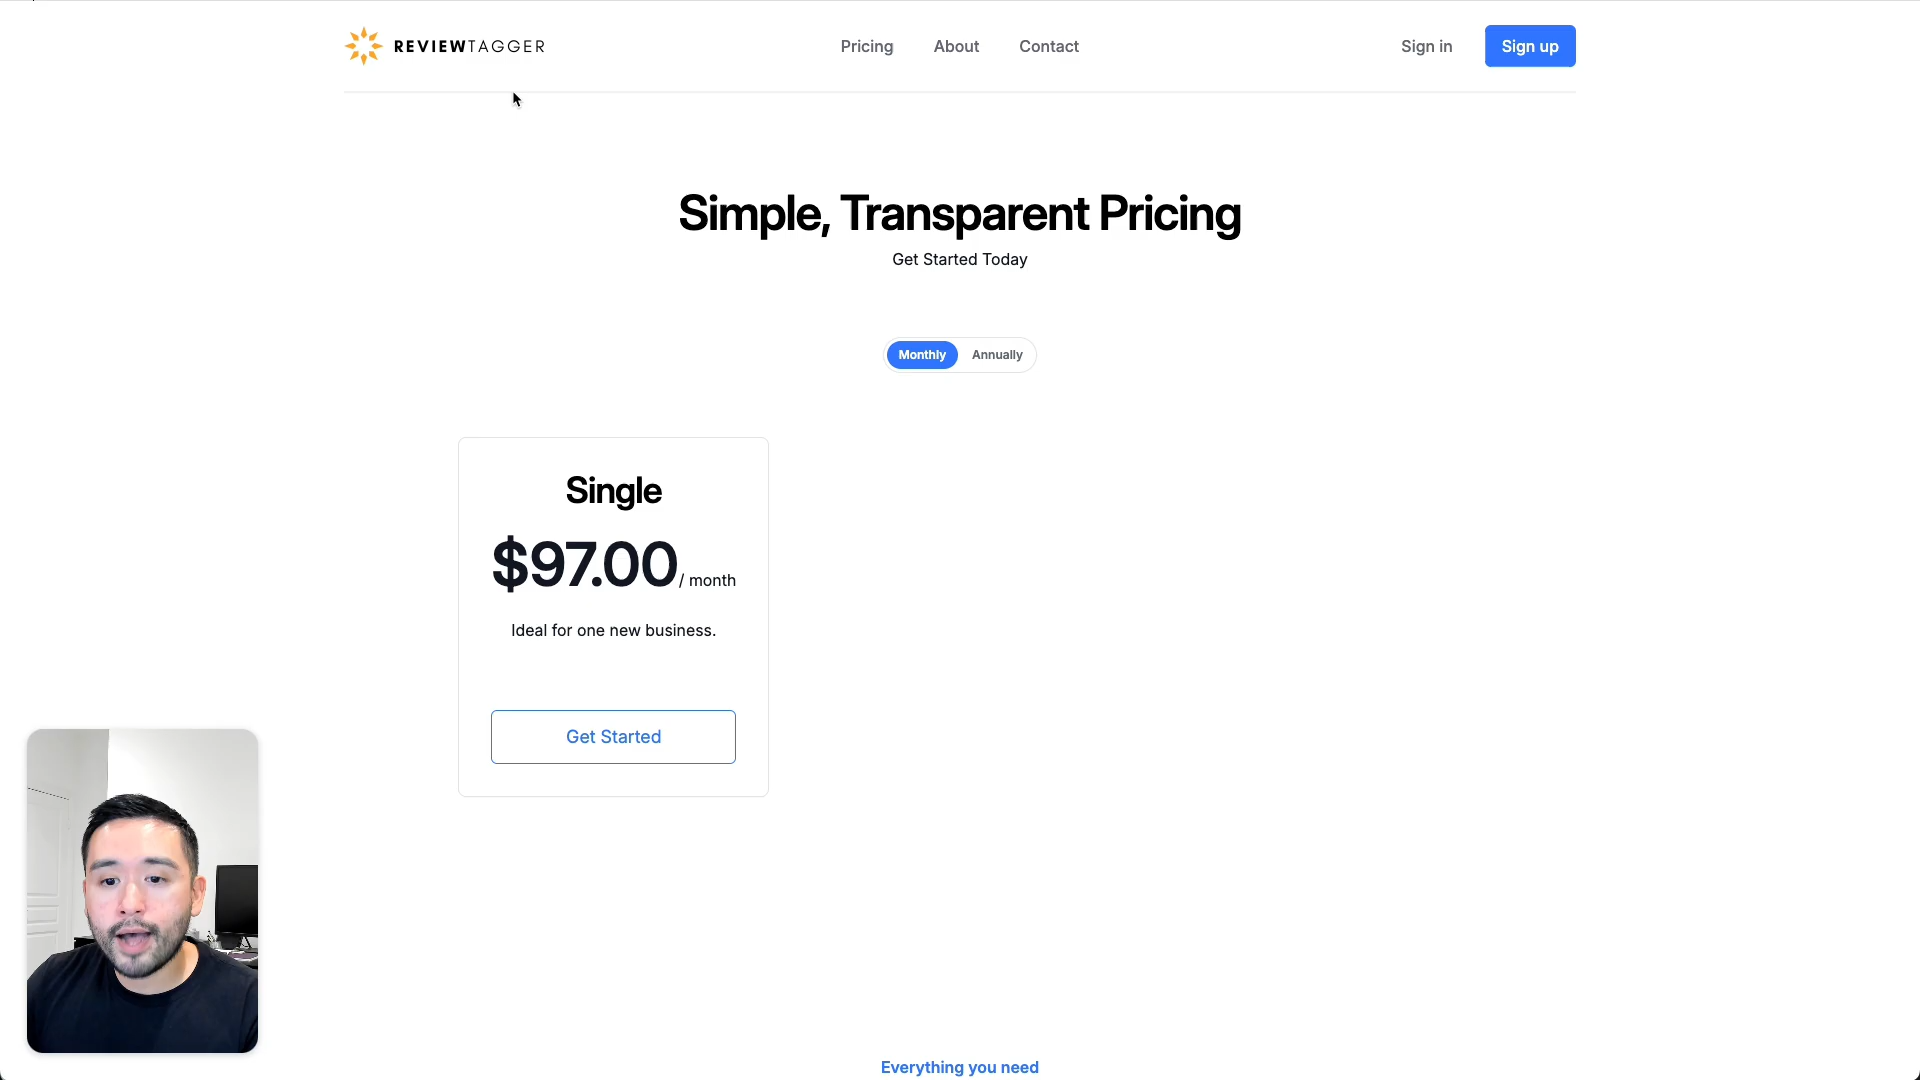 REVIEWTAGGER
Pricing
About
Contact
Sign in
Sign up
Simple, Transparent Pricing
Get Started Today
Monthly
Annually
Single
$97.00 / month
Ideal for one new business.
Get Started
Everything you need